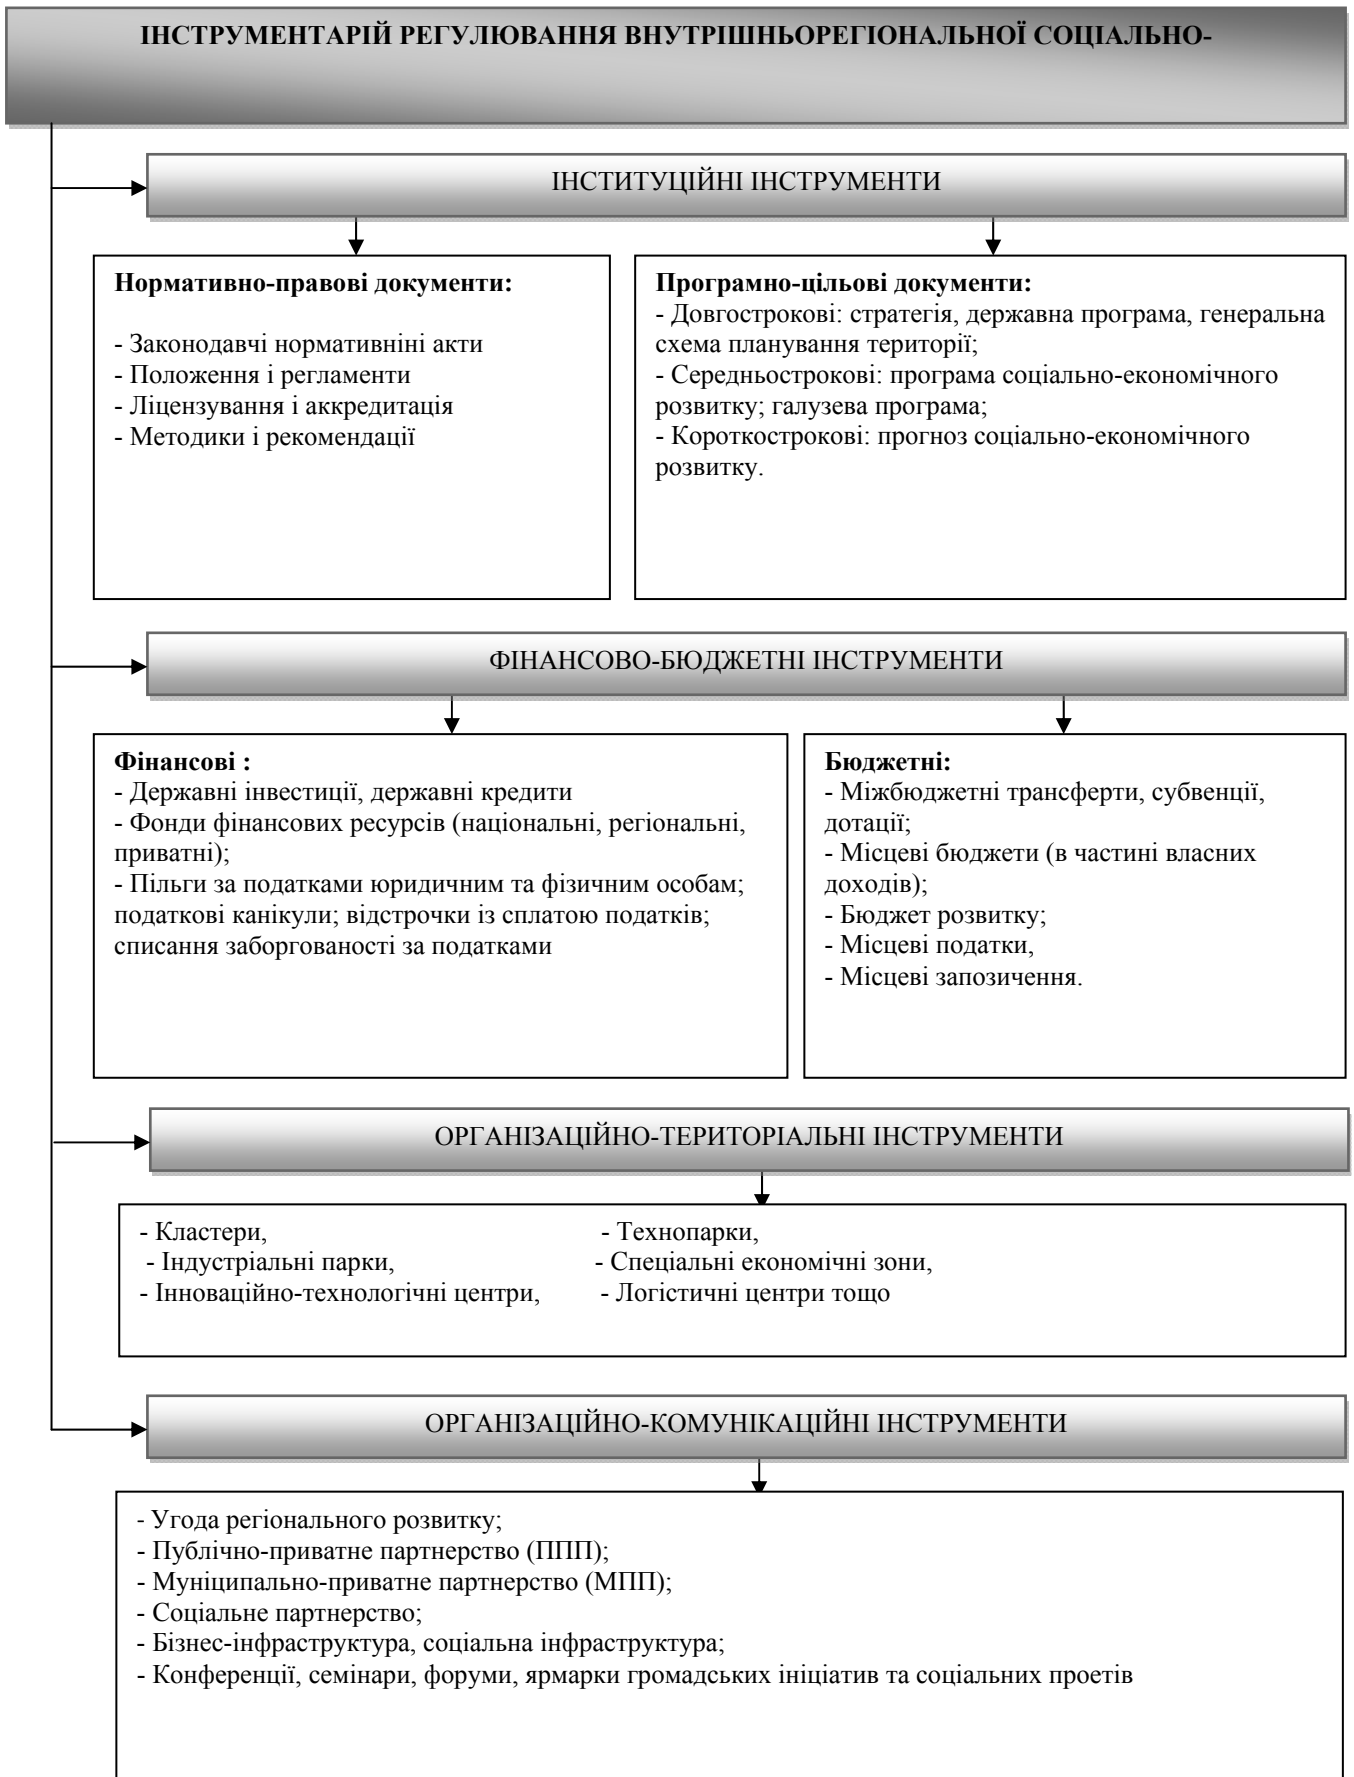 ІНСТРУМЕНТАРІЙ РЕГУЛЮВАННЯ ВНУТРІШНЬОРЕГІОНАЛЬНОЇ СОЦІАЛЬНО-
ІНСТИТУЦІЙНІ ІНСТРУМЕНТИ
Нормативно-правові документи:
- Законодавчі нормативніні акти
- Положення і регламенти
- Ліцензування і аккредитація
- Методики і рекомендації
Програмно-цільові документи:
- Довгострокові: стратегія, державна програма, генеральна
схема планування території;
- Середньострокові: програма соціально-економічного
розвитку; галузева програма;
- Короткострокові: прогноз соціально-економічного
розвитку.
ФІНАНСОВО-БЮДЖЕТНІ ІНСТРУМЕНТИ
Фінансові :
- Державні інвестиції, державні кредити
- Фонди фінансових ресурсів (національні, регіональні,
приватні);
- Пільги за податками юридичним та фізичним особам;
податкові канікули; відстрочки із сплатою податків;
списання заборгованості за податками
Бюджетні:
- Міжбюджетні трансферти, субвенції,
дотації;
- Місцеві бюджети (в частині власних
доходів);
- Бюджет розвитку;
- Місцеві податки,
- Місцеві запозичення.
ОРГАНІЗАЦІЙНО-ТЕРИТОРІАЛЬНІ ІНСТРУМЕНТИ
- Кластери, - Технопарки,
- Індустріальні парки, - Спеціальні економічні зони,
- Інноваційно-технологічні центри, - Логістичні центри тощо
ОРГАНІЗАЦІЙНО-КОМУНІКАЦІЙНІ ІНСТРУМЕНТИ
- Угода регіонального розвитку;
- Публічно-приватне партнерство (ППП);
- Муніципально-приватне партнерство (МПП);
- Соціальне партнерство;
- Бізнес-інфраструктура, соціальна інфраструктура;
- Конференції, семінари, форуми, ярмарки громадських ініціатив та соціальних проетів